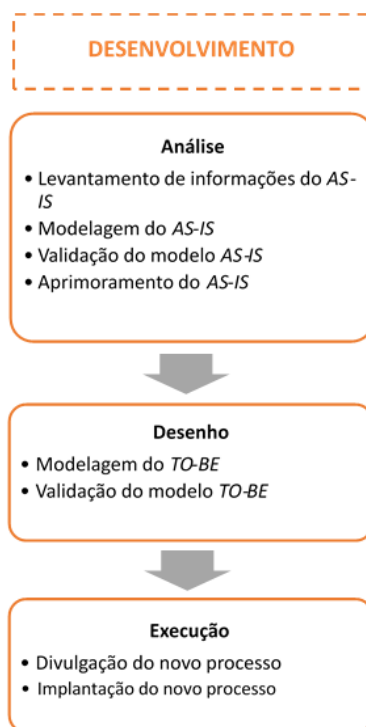 DESENVOLVIMENTO
Análise
• Levantamento de informações do AS-
IS
• Modelagem do AS-IS
• Validação do modelo AS-IS
• Aprimoramento do AS-IS
Desenho
• Modelagem do TO-BE
• Validação do modelo TO-BE
Execução
• Divulgação do novo processo
• Implantação do novo processo